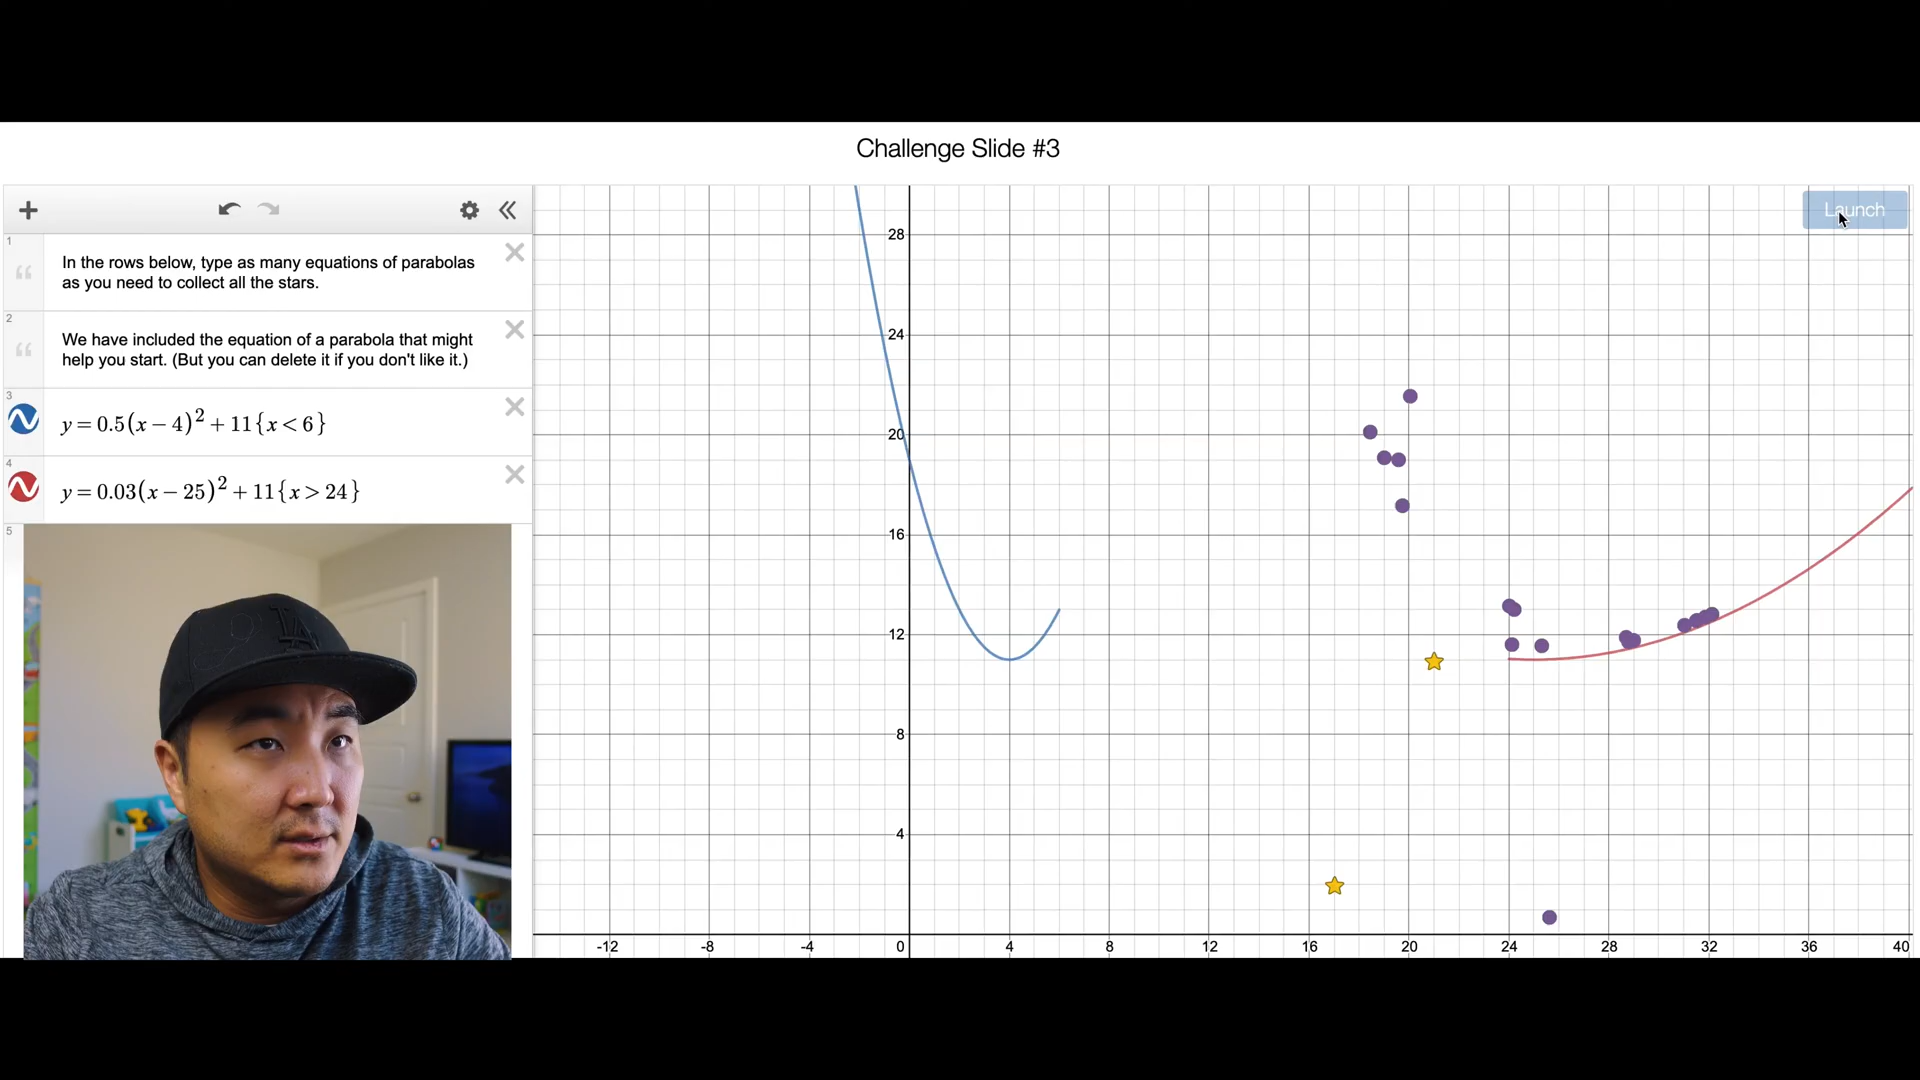 Challenge Slide #3
Launch
1
In the rows below, type as many equations of parabolas
as you need to collect all the stars.
2
We have included the equation of a parabola that might
help you start. (But you can delete it if you don't like it.)
3
y = 0.5(x − 4)² + 11{x < 6}
4
y = 0.03(x − 25)² + 11{x > 24}
5
LA
28
24
20
16
12
8
4
-12 -8 -4 0 4 8 12 16 20 24 28 32 36 40